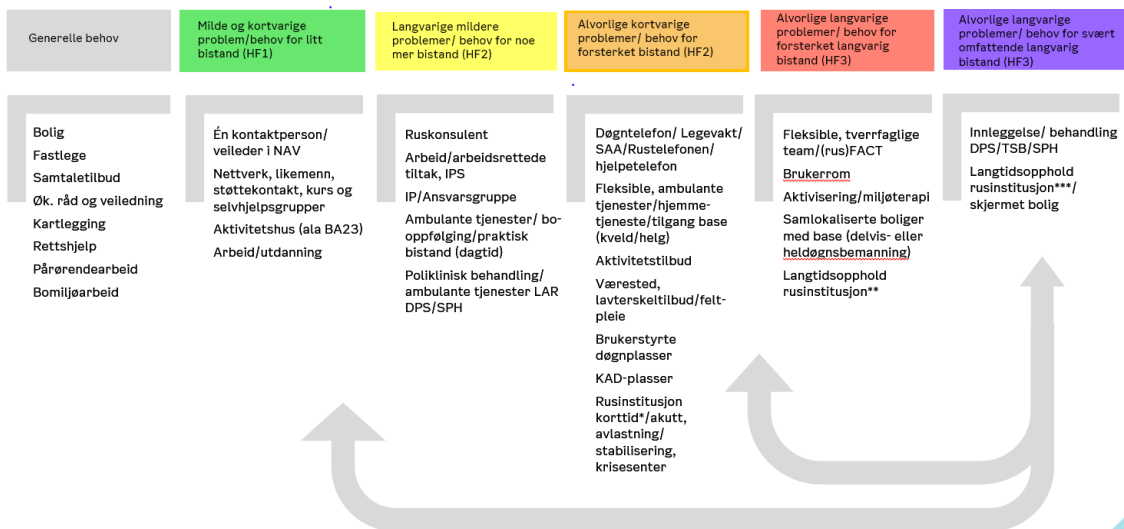 Generelle behov
Milde og kortvarige
problem/behov for litt
bistand (HF1)
Langvarige mildere
problemer/ behov for noe
mer bistand (HF2)
Alvorlige kortvarige
problemer/ behov for
forsterket bistand (HF2)
Alvorlige langvarige
problemer/ behov for
forsterket langvarig
bistand (HF3)
Alvorlige langvarige
problemer/ behov for svært
omfattende langvarig
bistand (HF3)
Bolig
Fastlege
Samtaletilbud
Øk. råd og veiledning
Kartlegging
Rettshjelp
Pårørendearbeid
Bomiljøarbeid
Én kontaktperson/
veileder i NAV
Nettverk, likemenn,
støttekontakt, kurs og
selvhjelpsgrupper
Aktivitetshus (ala BA23)
Arbeid/utdanning
Ruskonsulent
Arbeid/arbeidsrettede
tiltak, IPS
IP/Ansvarsgruppe
Ambulante tjenester/ bo-
oppfølging/praktisk
bistand (dagtid)
Poliklinisk behandling/
ambulante tjenester LAR
DPS/SPH
Døgntelefon/ Legevakt/
SAA/Rustelefonen/
hjelpetelefon
Fleksible, ambulante
tjenester/hjemme-
tjeneste/tilgang base
(kveld/helg)
Aktivitetstilbud
Værested,
lavterskeltilbud/felt-
pleie
Brukerstyrte
døgnplasser
KAD-plasser
Rusinstitusjon
korttid*/akutt,
avlastning/
stabilisering,
krisesenter
Fleksible, tverrfaglige
team/(rus)FACT
Brukerrom
Aktivisering/miljøterapi
Samlokaliserte boliger
med base (delvis- eller
heldøgnsbemanning)
Langtidsopphold
rusinstitusjon**
Innleggelse/ behandling
DPS/TSB/SPH
Langtidsopphold
rusinstitusjon***/
skjermet bolig